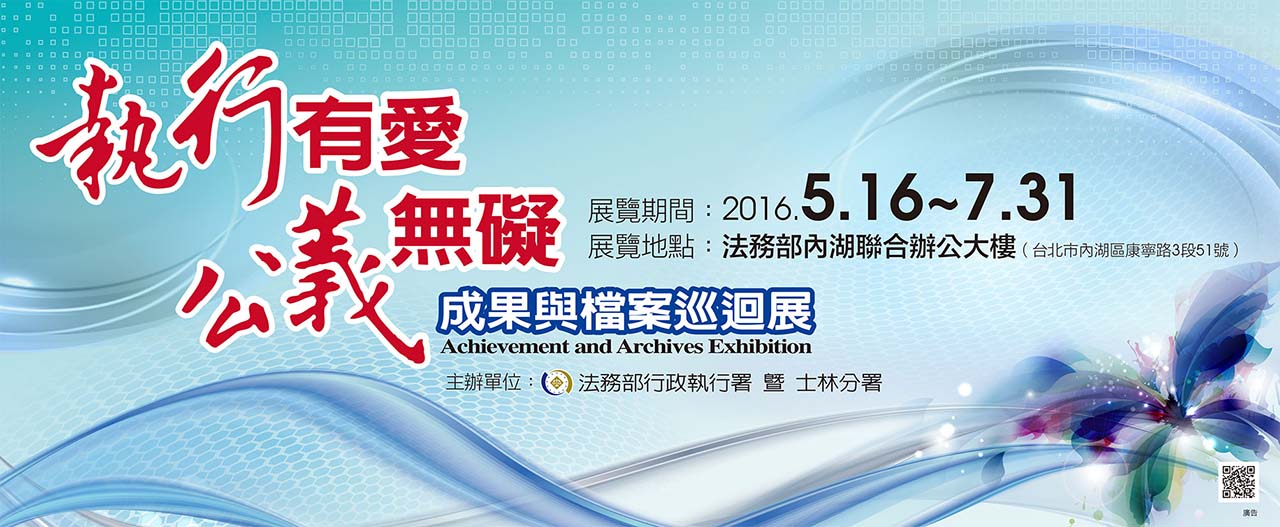 執行有愛
公義無礙
展覽期間：2016.5.16~7.31
展覽地點：法務部內湖聯合辦公大樓（台北市內湖區康寧路3段51號）
成果與檔案巡迴展
Achievement and Archives Exhibition
主辦單位：法務部行政執行署 暨 士林分署
廣告